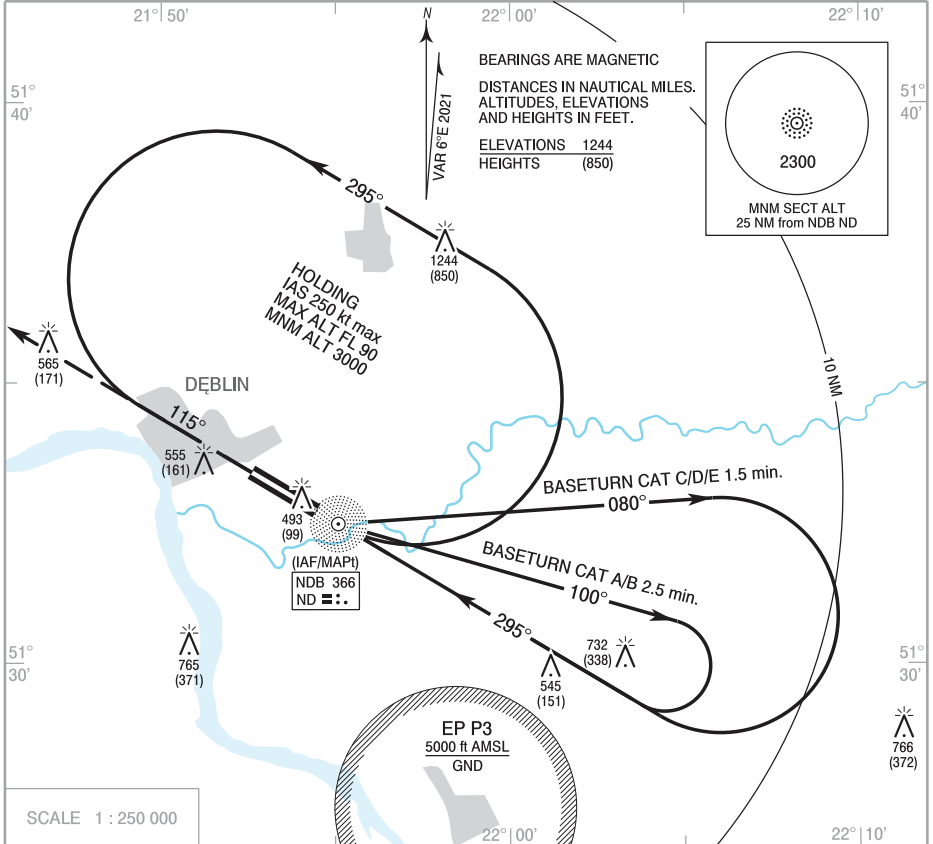 21°50'
22°00'
22°10'
51°
40'
51°
40'
N
VAR 6°E 2021
BEARINGS ARE MAGNETIC
DISTANCES IN NAUTICAL MILES.
ALTITUDES, ELEVATIONS
AND HEIGHTS IN FEET.
ELEVATIONS 1244
HEIGHTS (850)
2300
MNM SECT ALT
25 NM from NDB ND
295°
1244
(850)
HOLDING
IAS 250 kt max
MAX ALT FL 90
MNM ALT 3000
565
(171)
DĘBLIN
10 NM
115°
555
(161)
BASETURN CAT C/D/E 1.5 min.
080°
493
(99)
(IAF/MAPt)
NDB 366
ND
BASETURN CAT A/B 2.5 min.
100°
295°
765
(371)
732
(338)
545
(151)
51°
30'
51°
30'
EP P3
5000 ft AMSL
GND
766
(372)
SCALE 1 : 250 000
22°00'
22°10'